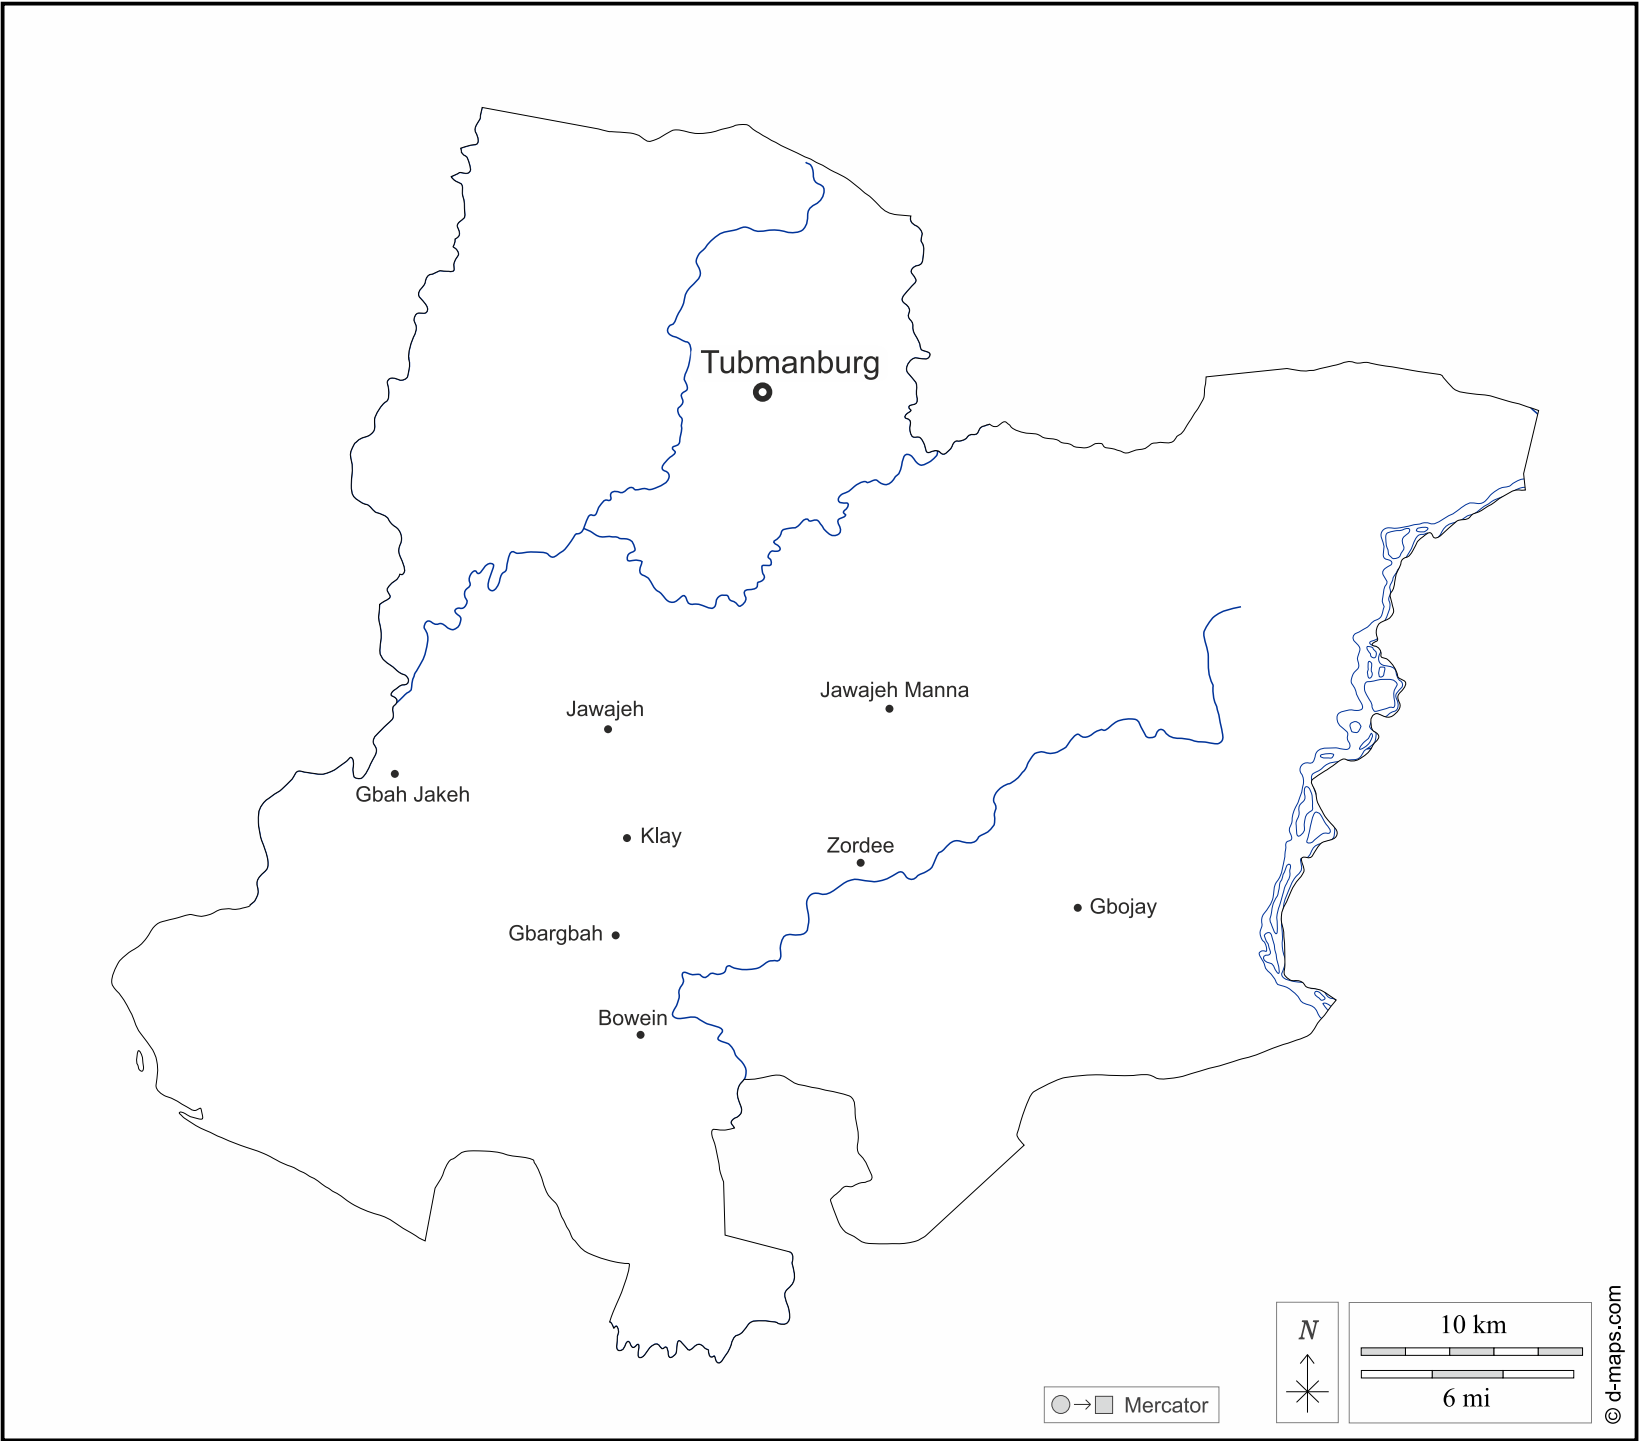 Tubmanburg
Jawajeh Manna
Jawajeh
Gbah Jakeh
Klay
Zordee
Gbojay
Gbargbah
Bowein
N
10 km
6 mi
Mercator
© d-maps.com